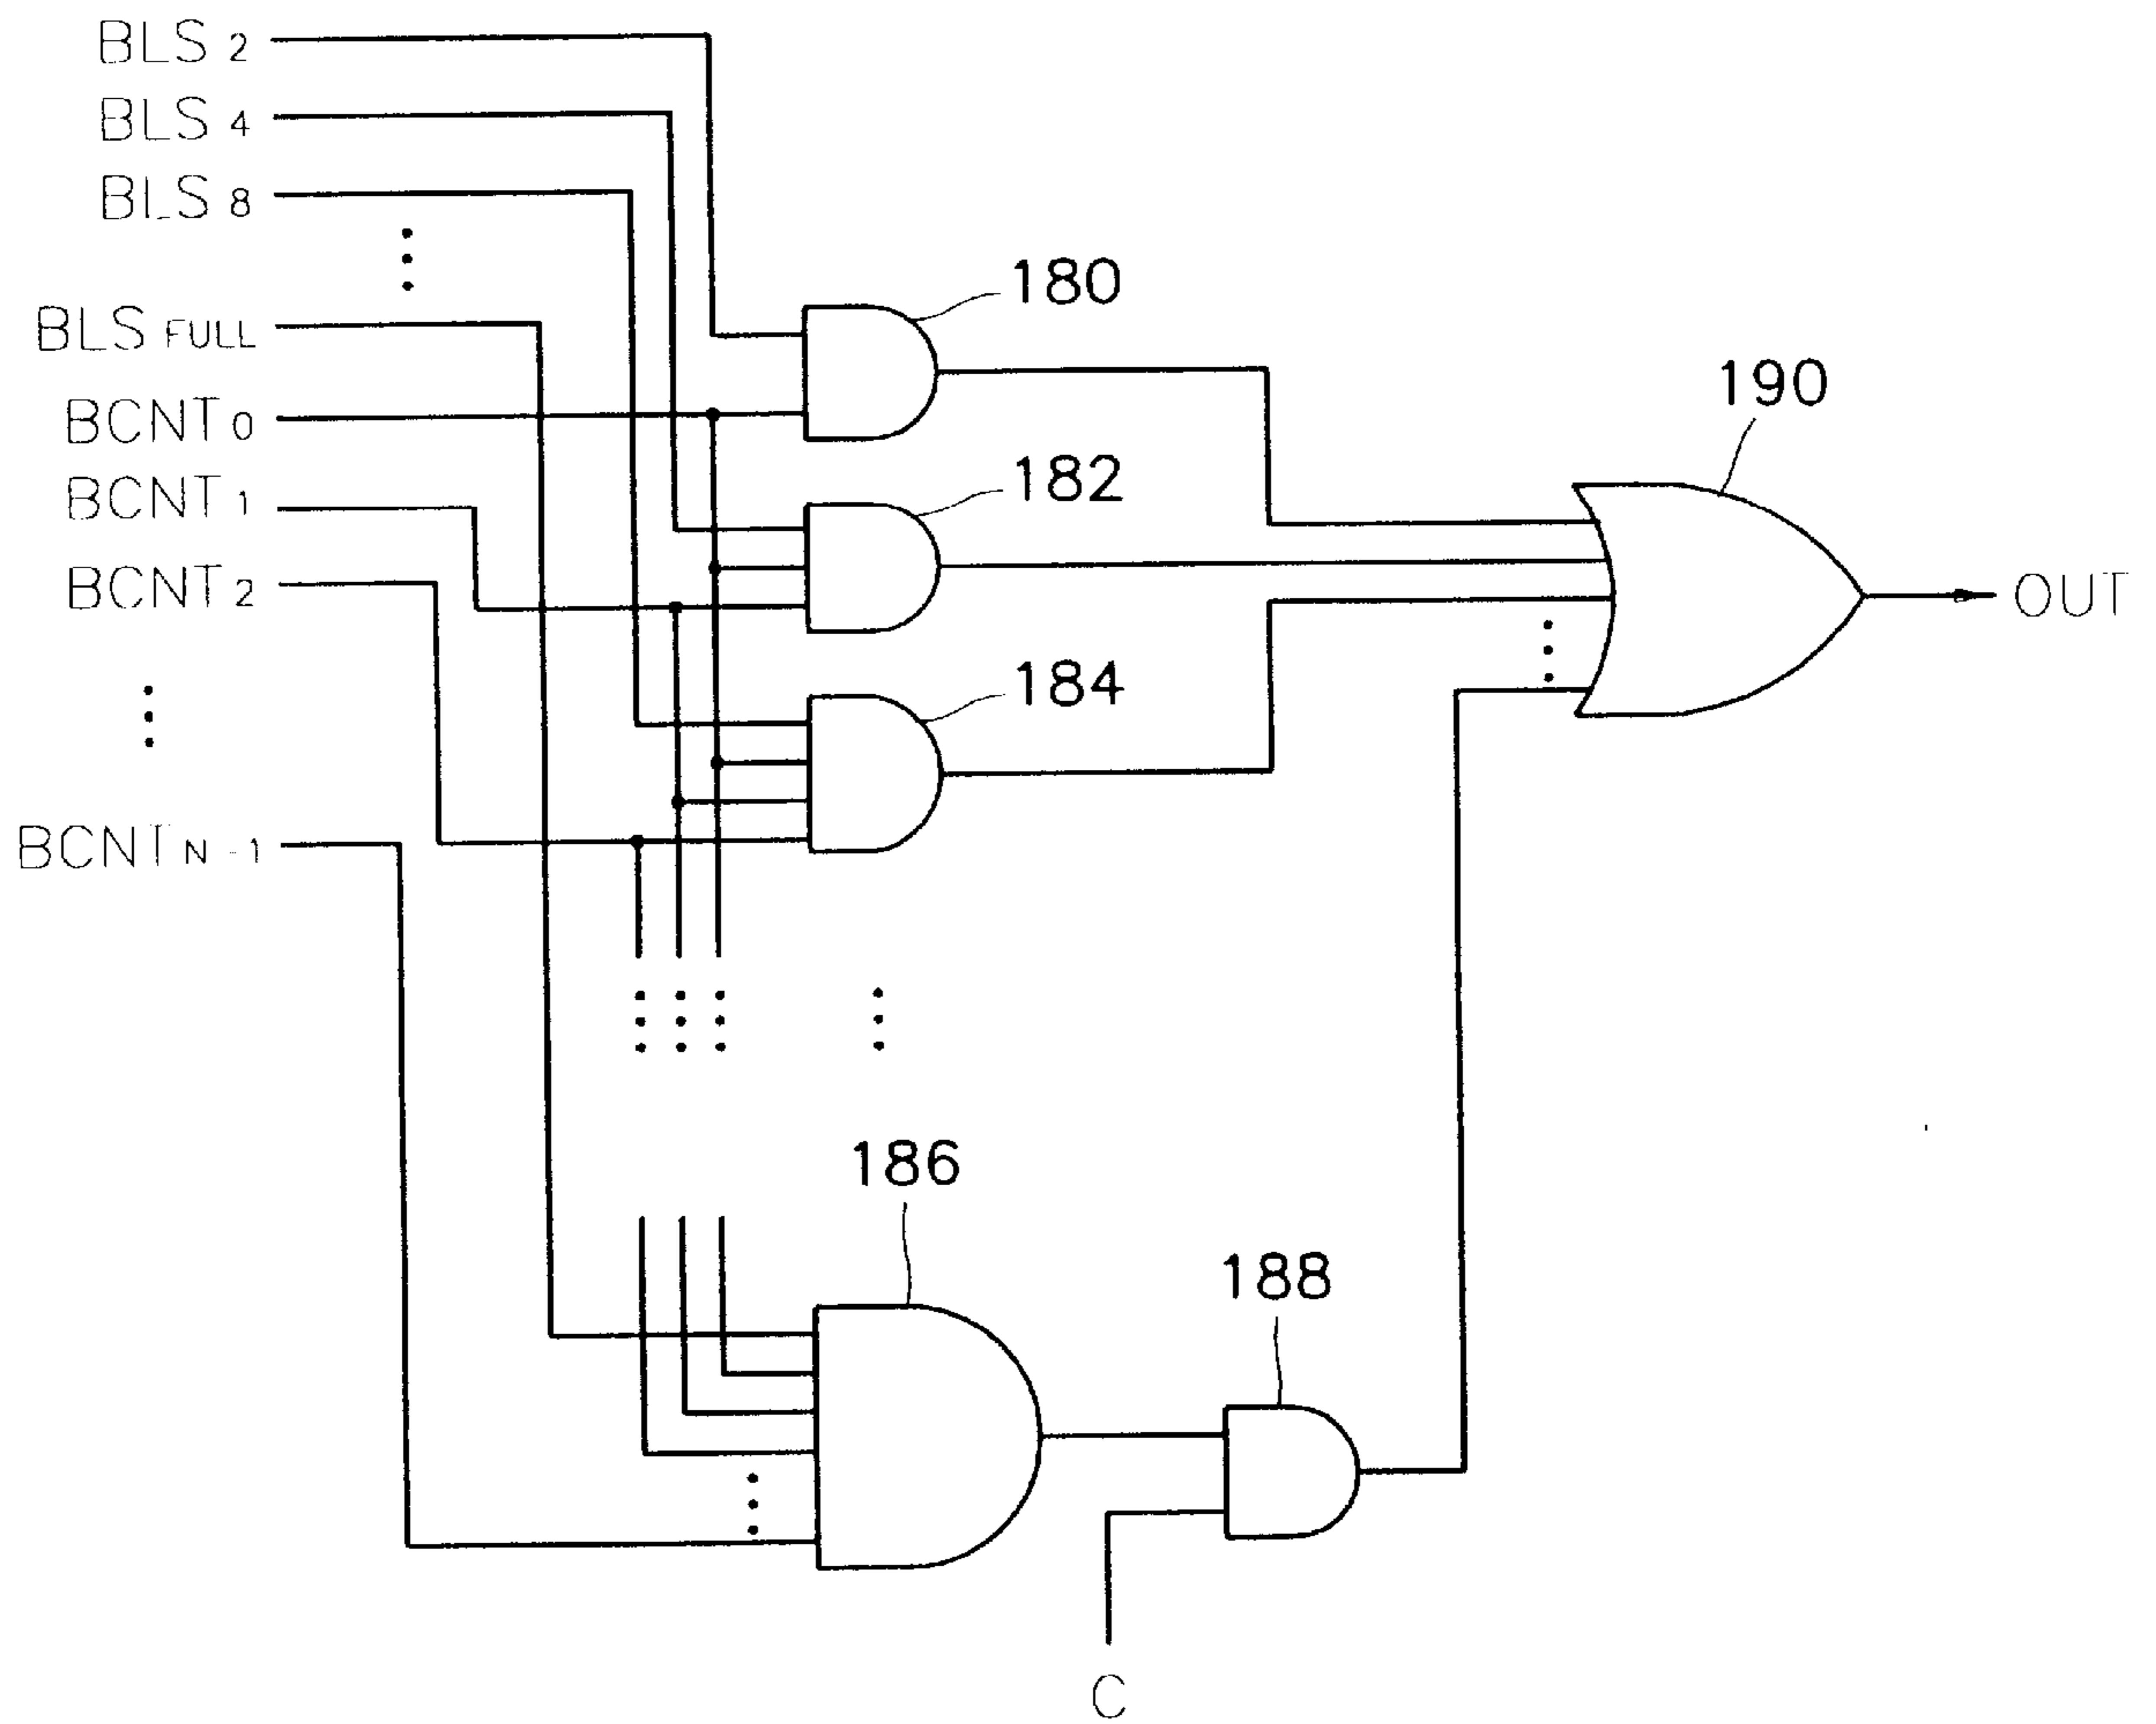 BLS 2
BLS 4
BLS 8
BLS FULL
BCNT 0
BCNT 1
BCNT 2
BCNT N-1
180
182
184
186
188
190
OUT
C